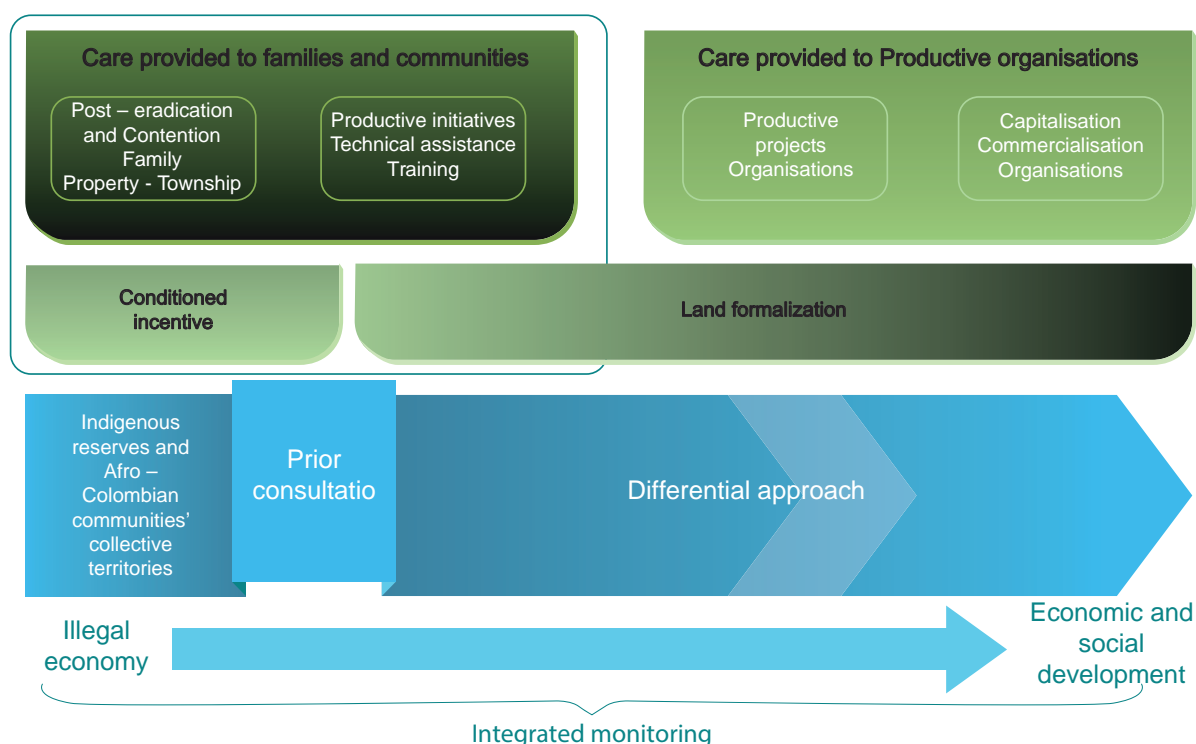 Care provided to families and communities
Post – eradication
and Contention
Family
Property - Township
Productive initiatives
Technical assistance
Training
Care provided to Productive organisations
Productive
projects
Organisations
Capitalisation
Commercialisation
Organisations
Conditioned
incentive
Land formalization
Indigenous
reserves and
Afro –
Colombian
communities’
collective
territories
Prior
consultatio
Differential approach
Illegal
economy
Economic and
social
development
Integrated monitoring